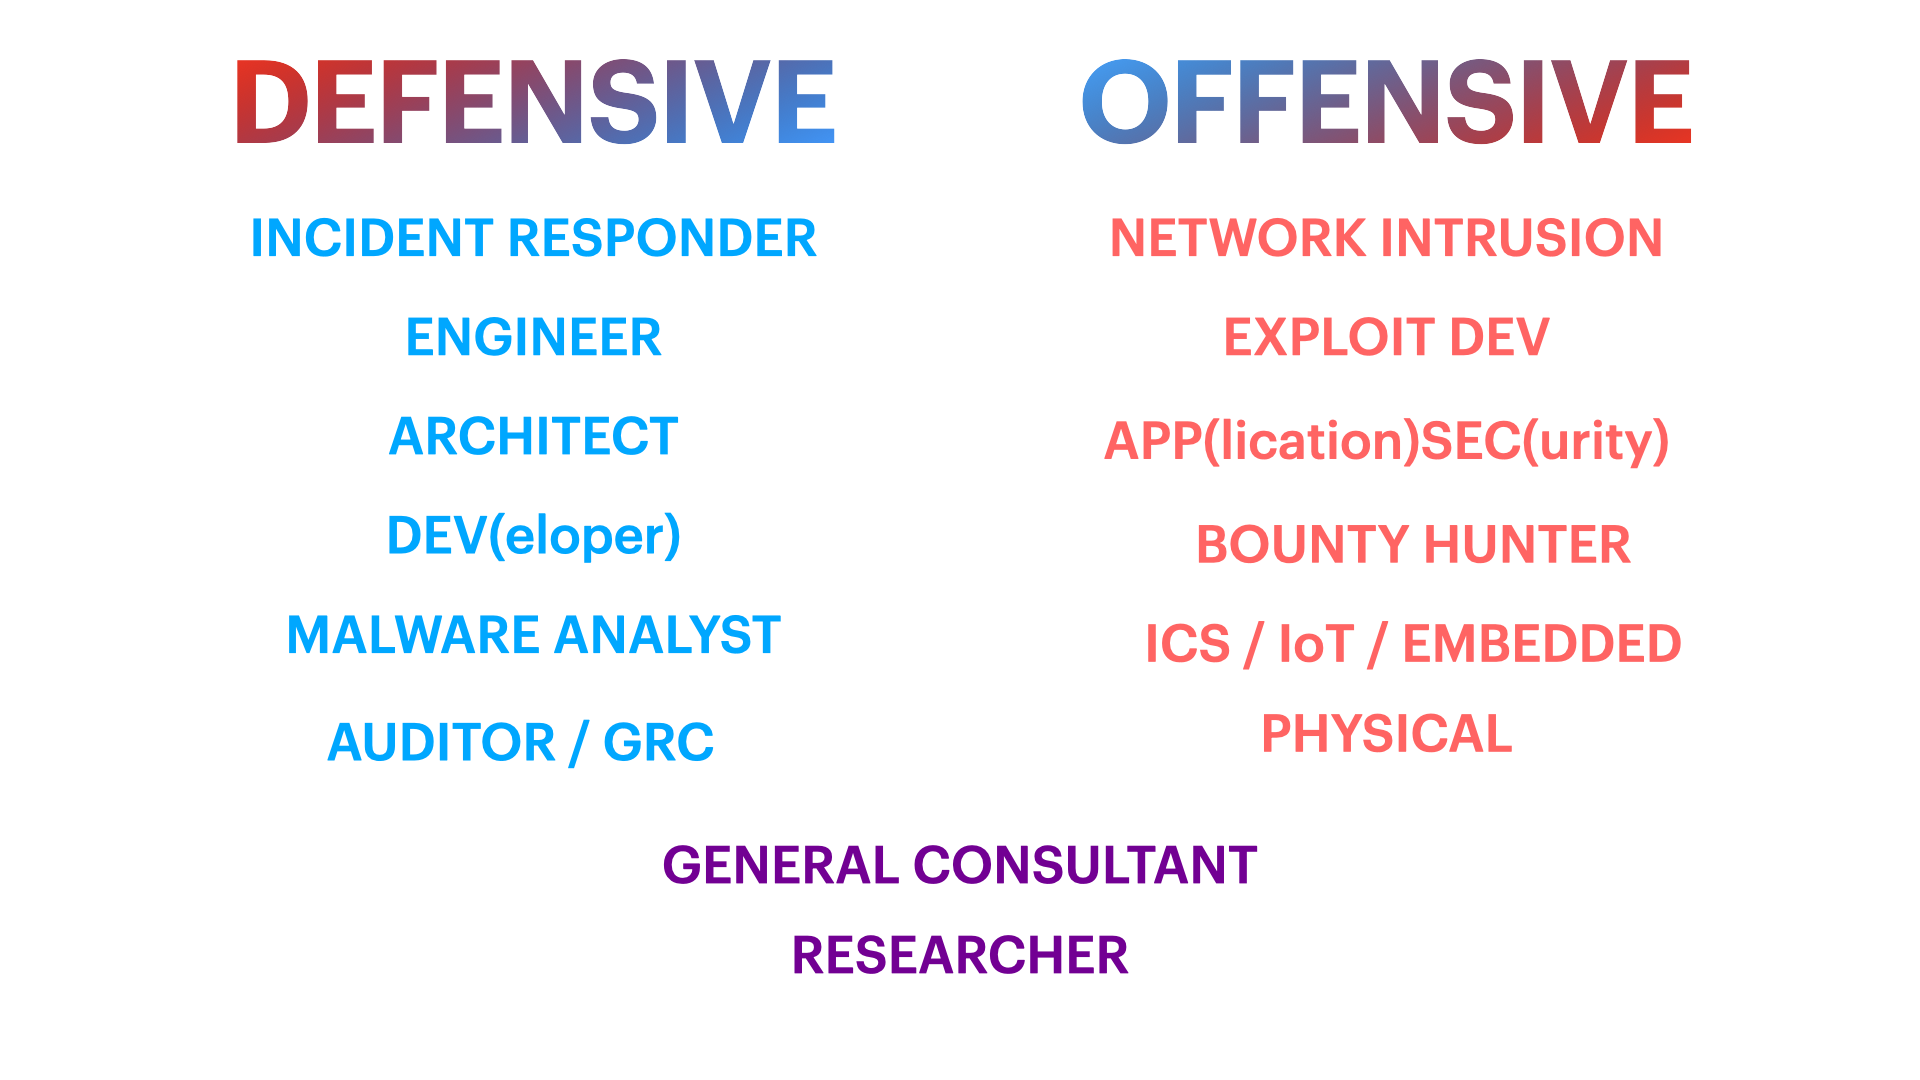 DEFENSIVE
INCIDENT RESPONDER
ENGINEER
ARCHITECT
DEV(eloper)
MALWARE ANALYST
AUDITOR / GRC
OFFENSIVE
NETWORK INTRUSION
EXPLOIT DEV
APP(lication)SEC(urity)
BOUNTY HUNTER
ICS / IoT / EMBEDDED
PHYSICAL
GENERAL CONSULTANT
RESEARCHER